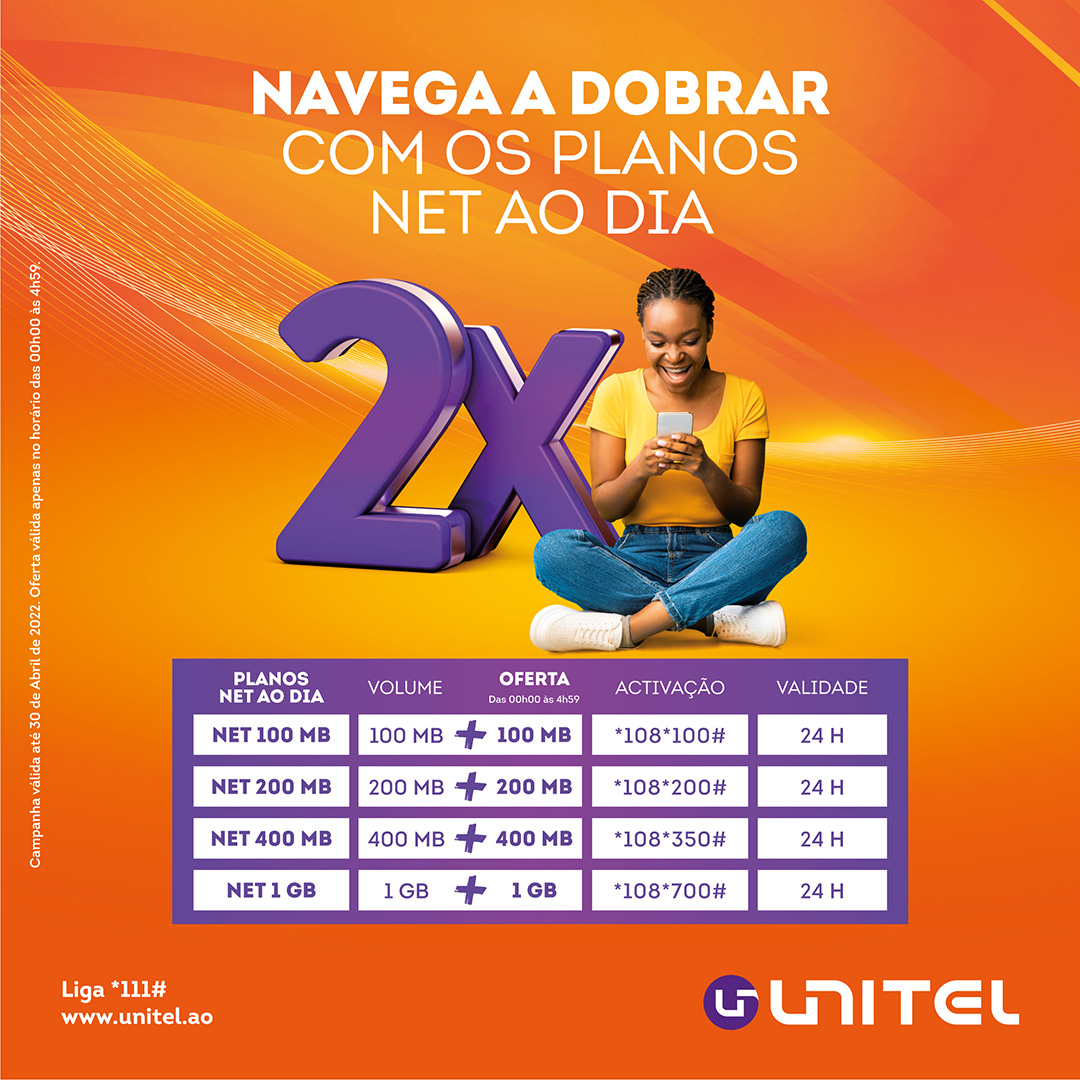 NAVEGA A DOBRAR
COM OS PLANOS
NET AO DIA
2X
Campanha válida até 30 de Abril de 2022. Oferta válida apenas no horário das 00h00 às 4h59.
PLANOS
NET AO DIA
VOLUME
OFERTA
Das 00h00 às 4h59
ACTIVAÇÃO
VALIDADE
NET 100 MB 100 MB + 100 MB *108*100# 24 H
NET 200 MB 200 MB + 200 MB *108*200# 24 H
NET 400 MB 400 MB + 400 MB *108*350# 24 H
NET 1 GB 1 GB + 1 GB *108*700# 24 H
Liga *111#
www.unitel.ao
UNITEL